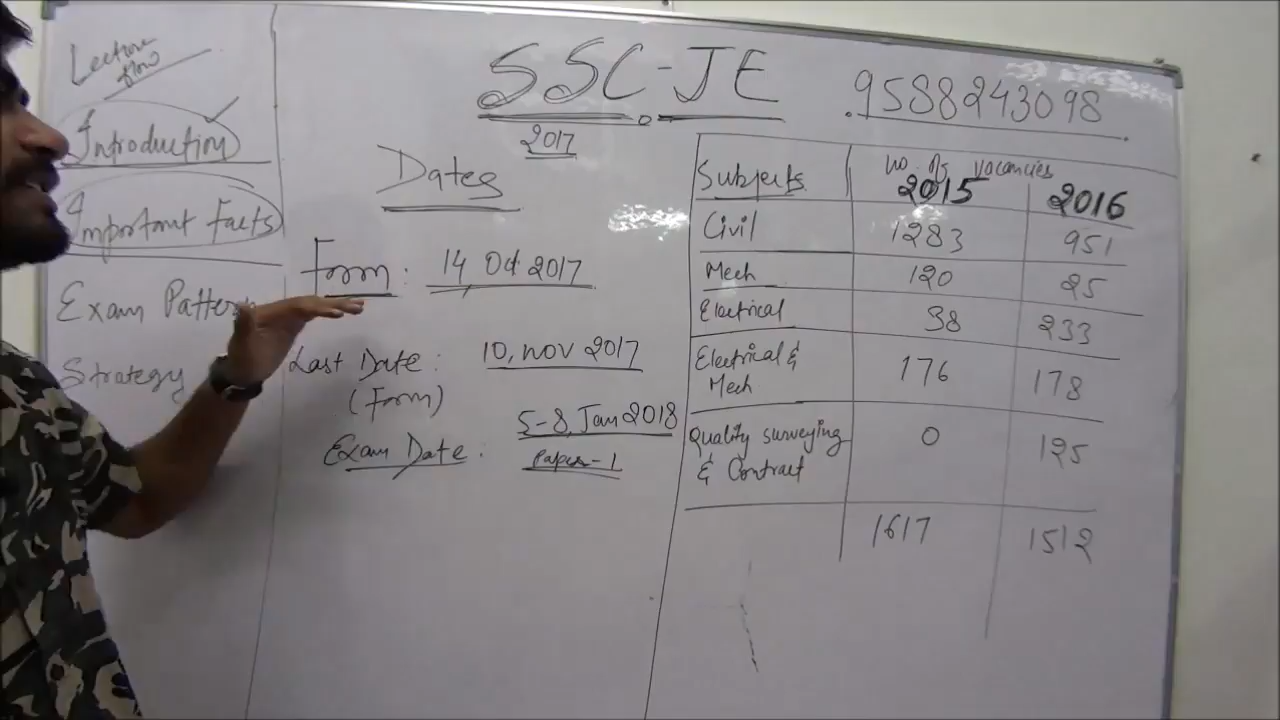 Lecture
flow
Introduction
Important Facts
Exam Pattern
Strategy
SSC-JE
2017
9588243098
Dates
Form: 14 Oct 2017
Last Date: 10, nov 2017
(Form)
Exam Date: 5-8, Jan 2018
Paper-1
Subjects no. of vacancies
2015 2016
Civil 1283 951
Mech 120 25
Electrical 38 233
Electrical & Mech 176 178
Quality surveying & Contract 0 125
1617 1512